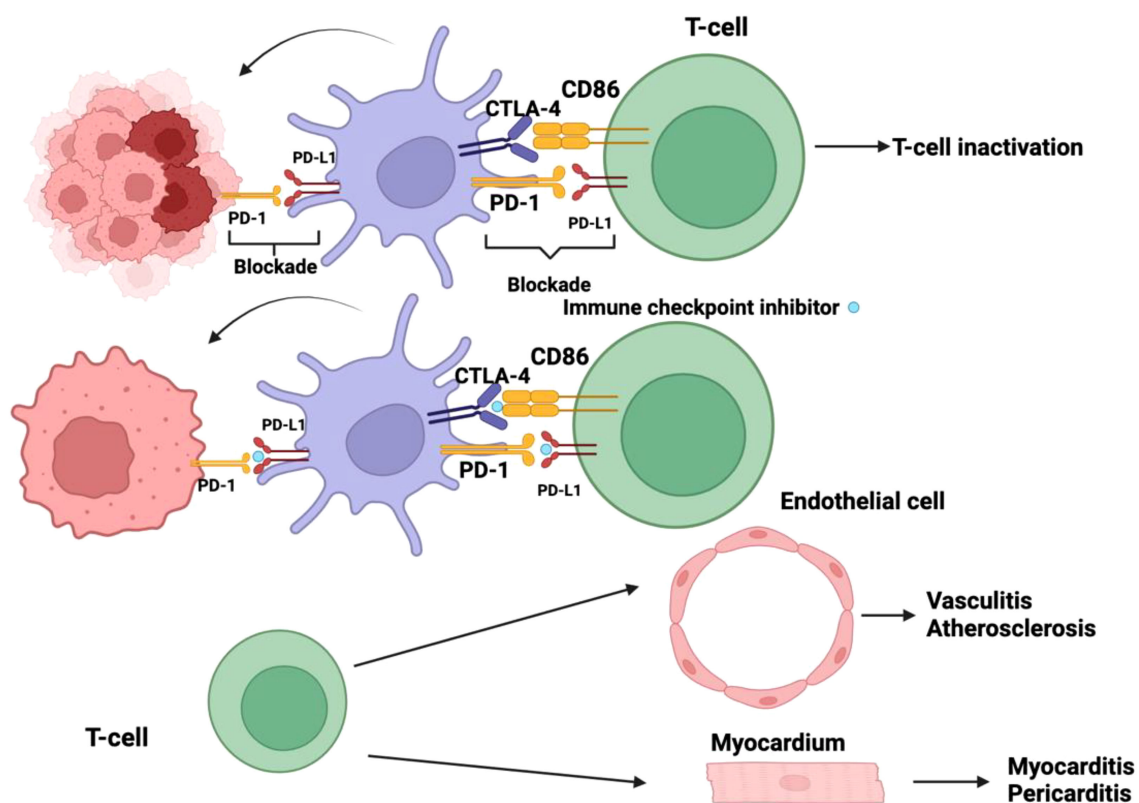 T-cell
CD86
CTLA-4
PD-L1
T-cell inactivation
PD-1
PD-1
PD-L1
Blockade
Blockade
Immune checkpoint inhibitor
CD86
CTLA-4
PD-L1
PD-1
PD-1
PD-L1
Endothelial cell
Vasculitis
Atherosclerosis
T-cell
Myocardium
Myocarditis
Pericarditis